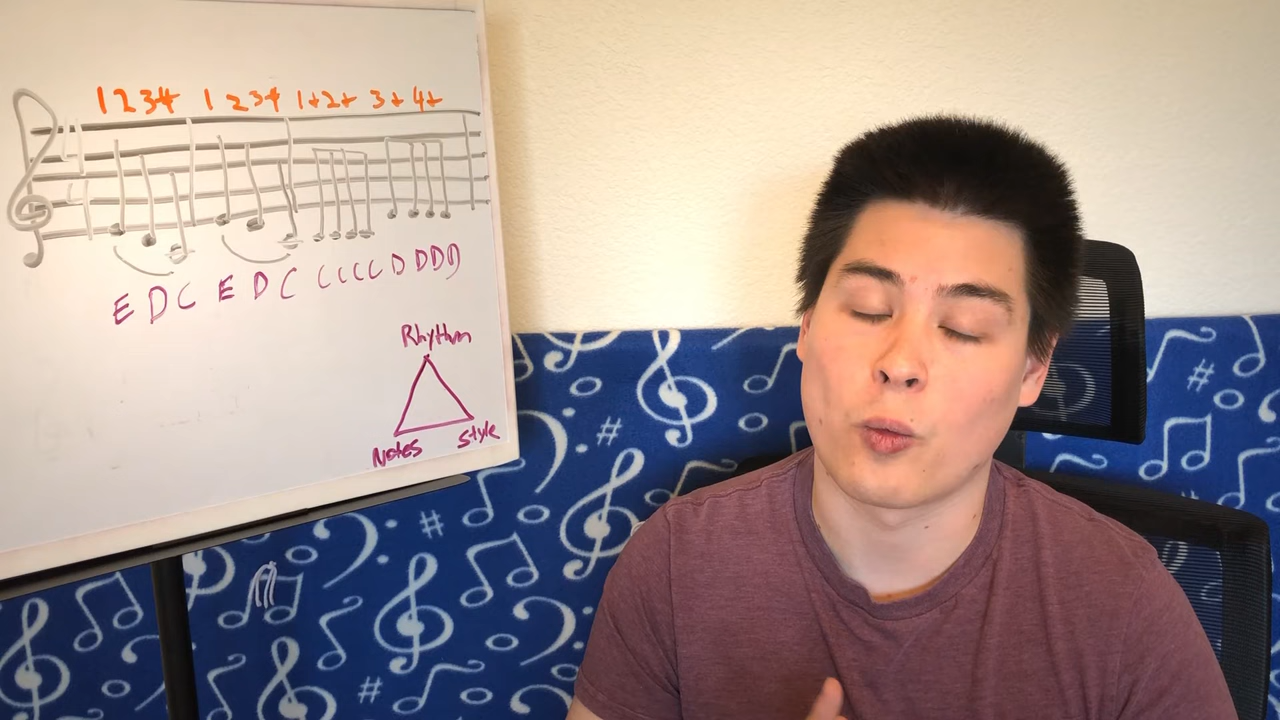 1 2 3 4 1 2 3 4 1+2+ 3+ 4+
E D C E D C C C C C D D D D
Rhythm
Notes
Style